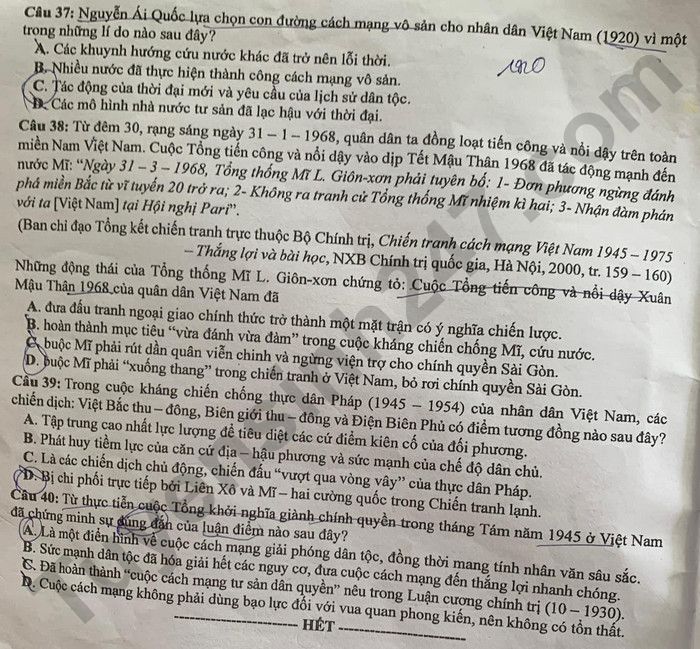 Câu 37: Nguyễn Ái Quốc lựa chọn con đường cách mạng vô sản cho nhân dân Việt Nam (1920) vì một
trong những lí do nào sau đây?
A. Các khuynh hướng cứu nước khác đã trở nên lỗi thời.
B. Nhiều nước đã thực hiện thành công cách mạng vô sản.
1920
C. Tác động của thời đại mới và yêu cầu của lịch sử dân tộc.
D. Các mô hình nhà nước tư sản đã lạc hậu với thời đại.
Câu 38: Từ đêm 30, rạng sáng ngày 31 – 1 – 1968, quân dân ta đồng loạt tiến công và nổi dậy trên toàn
miền Nam Việt Nam. Cuộc Tổng tiến công và nổi dậy vào dịp Tết Mậu Thân 1968 đã tác động mạnh đến
nước Mĩ: “Ngày 31 – 3 – 1968, Tổng thống Mĩ L. Giôn-xơn phải tuyên bố: 1- Đơn phương ngừng đánh
phá miền Bắc từ vĩ tuyến 20 trở ra; 2- Không ra tranh cử Tổng thống Mĩ nhiệm kì hai; 3- Nhận đàm phán
với ta [Việt Nam] tại Hội nghị Pari”.
(Ban chỉ đạo Tổng kết chiến tranh trực thuộc Bộ Chính trị, Chiến tranh cách mạng Việt Nam 1945 – 1975
– Thắng lợi và bài học, NXB Chính trị quốc gia, Hà Nội, 2000, tr. 159 – 160)
Những động thái của Tổng thống Mĩ L. Giôn-xơn chứng tỏ: Cuộc Tổng tiến công và nổi dậy Xuân
Mậu Thân 1968 của quân dân Việt Nam đã
A. đưa đấu tranh ngoại giao chính thức trở thành một mặt trận có ý nghĩa chiến lược.
B. hoàn thành mục tiêu “vừa đánh vừa đàm” trong cuộc kháng chiến chống Mĩ, cứu nước.
C. buộc Mĩ phải rút dần quân viễn chinh và ngừng viện trợ cho chính quyền Sài Gòn.
D. buộc Mĩ phải “xuống thang” trong chiến tranh ở Việt Nam, bỏ rơi chính quyền Sài Gòn.
Câu 39: Trong cuộc kháng chiến chống thực dân Pháp (1945 – 1954) của nhân dân Việt Nam, các
chiến dịch: Việt Bắc thu – đông, Biên giới thu – đông và Điện Biên Phủ có điểm tương đồng nào sau đây?
A. Tập trung cao nhất lực lượng để tiêu diệt các cứ điểm kiên cố của đối phương.
B. Phát huy tiềm lực của căn cứ địa – hậu phương và sức mạnh của chế độ dân chủ.
C. Là các chiến dịch chủ động, chiến đấu “vượt qua vòng vây” của thực dân Pháp.
D. Bị chi phối trực tiếp bởi Liên Xô và Mĩ – hai cường quốc trong Chiến tranh lạnh.
Câu 40: Từ thực tiễn cuộc Tổng khởi nghĩa giành chính quyền trong tháng Tám năm 1945 ở Việt Nam
đã chứng minh sự đúng đắn của luận điểm nào sau đây?
A. Là một điển hình về cuộc cách mạng giải phóng dân tộc, đồng thời mang tính nhân văn sâu sắc.
B. Sức mạnh dân tộc đã hóa giải hết các nguy cơ, đưa cuộc cách mạng đến thắng lợi nhanh chóng.
C. Đã hoàn thành “cuộc cách mạng tư sản dân quyền” nêu trong Luận cương chính trị (10 – 1930).
D. Cuộc cách mạng không phải dùng bạo lực đối với vua quan phong kiến, nên không có tổn thất.
HẾT
Tuyensinh247.com